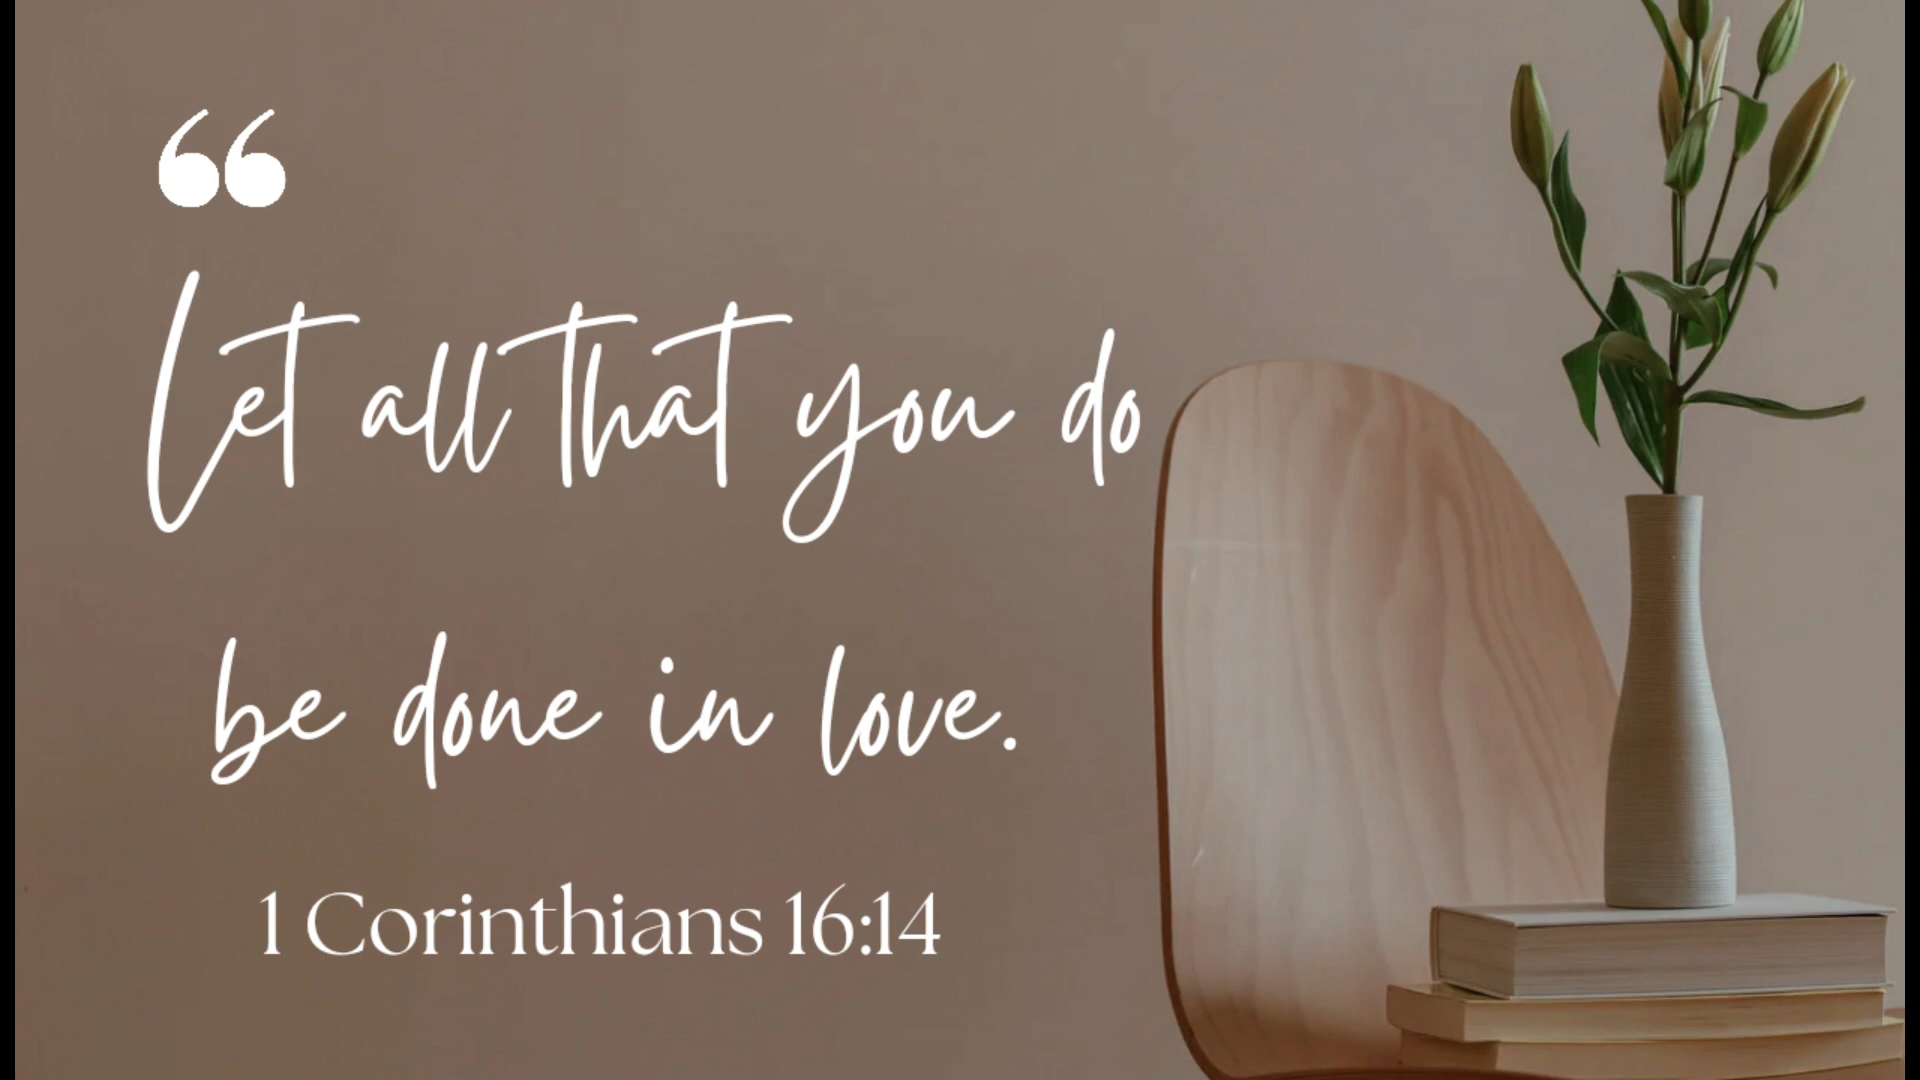 “
Let all that you do
be done in love.
1 Corinthians 16:14